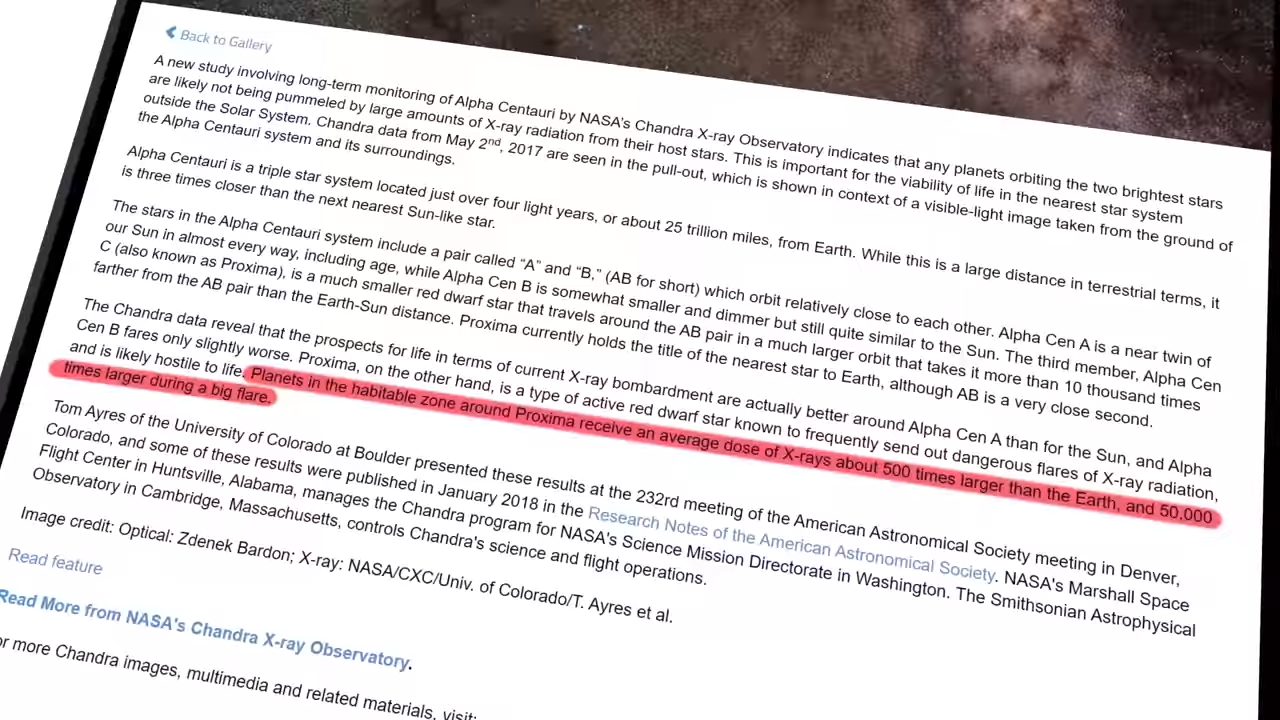 Back to Gallery
A new study involving long-term monitoring of Alpha Centauri by NASA's Chandra X-ray Observatory indicates that any planets orbiting the two brightest stars
are likely not being pummeled by large amounts of X-ray radiation from their host stars. This is important for the viability of life in the nearest star system
outside the Solar System. Chandra data from May 2nd, 2017 are seen in the pull-out, which is shown in context of a visible-light image taken from the ground of
the Alpha Centauri system and its surroundings.
Alpha Centauri is a triple star system located just over four light years, or about 25 trillion miles, from Earth. While this is a large distance in terrestrial terms, it
is three times closer than the next nearest Sun-like star.
The stars in the Alpha Centauri system include a pair called “A” and “B,” (AB for short) which orbit relatively close to each other. Alpha Cen A is a near twin of
our Sun in almost every way, including age, while Alpha Cen B is somewhat smaller and dimmer but still quite similar to the Sun. The third member, Alpha Cen
C (also known as Proxima), is a much smaller red dwarf star that travels around the AB pair in a much larger orbit that takes it more than 10 thousand times
farther from the AB pair than the Earth-Sun distance. Proxima currently holds the title of the nearest star to Earth, although AB is a very close second.
The Chandra data reveal that the prospects for life in terms of current X-ray bombardment are actually better around Alpha Cen A than for the Sun, and Alpha
Cen B fares only slightly worse. Proxima, on the other hand, is a type of active red dwarf star known to frequently send out dangerous flares of X-ray radiation,
and is likely hostile to life. Planets in the habitable zone around Proxima receive an average dose of X-rays about 500 times larger than the Earth, and 50,000
times larger during a big flare.
Tom Ayres of the University of Colorado at Boulder presented these results at the 232rd meeting of the American Astronomical Society meeting in Denver,
Colorado, and some of these results were published in January 2018 in the Research Notes of the American Astronomical Society. NASA's Marshall Space
Flight Center in Huntsville, Alabama, manages the Chandra program for NASA's Science Mission Directorate in Washington. The Smithsonian Astrophysical
Observatory in Cambridge, Massachusetts, controls Chandra's science and flight operations.
Image credit: Optical: Zdenek Bardon; X-ray: NASA/CXC/Univ. of Colorado/T. Ayres et al.
Read feature
Read More from NASA's Chandra X-ray Observatory.
or more Chandra images, multimedia and related materials, visit: